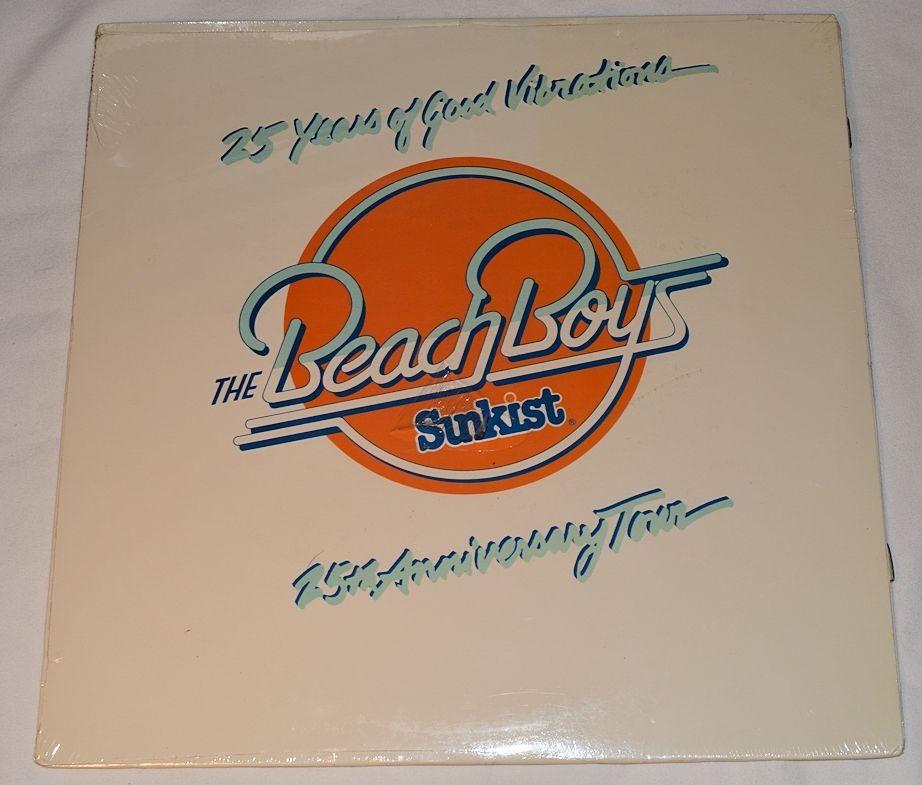 25 Years of Good Vibrations
THE Beach Boys
Sunkist®
25th Anniversary Tour